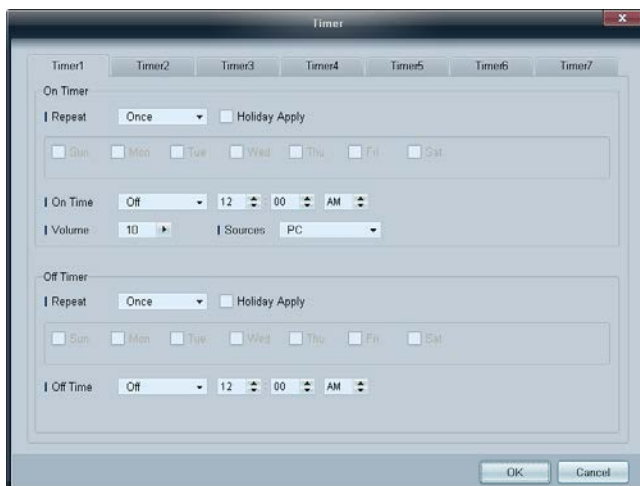 Timer
x
Timer1 Timer2 Timer3 Timer4 Timer5 Timer6 Timer7
On Timer
Repeat Once Holiday Apply
Sun Mon Tue Wed Thu Fri Sat
On Time Off 12 00 AM
Volume 10 Sources PC
Off Timer
Repeat Once Holiday Apply
Sun Mon Tue Wed Thu Fri Sat
Off Time Off 12 00 AM
OK Cancel